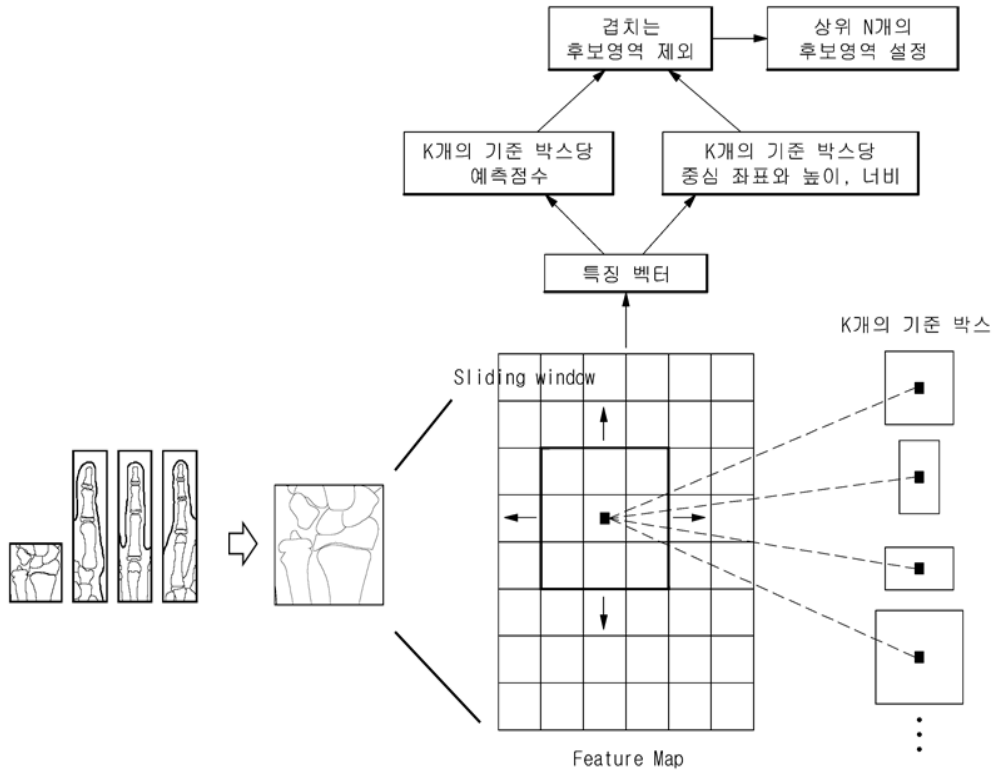 겹치는
후보영역 제외
상위 N개의
후보영역 설정
K개의 기준 박스당
예측점수
K개의 기준 박스당
중심 좌표와 높이, 너비
특징 벡터
K개의 기준 박스
Sliding window
Feature Map